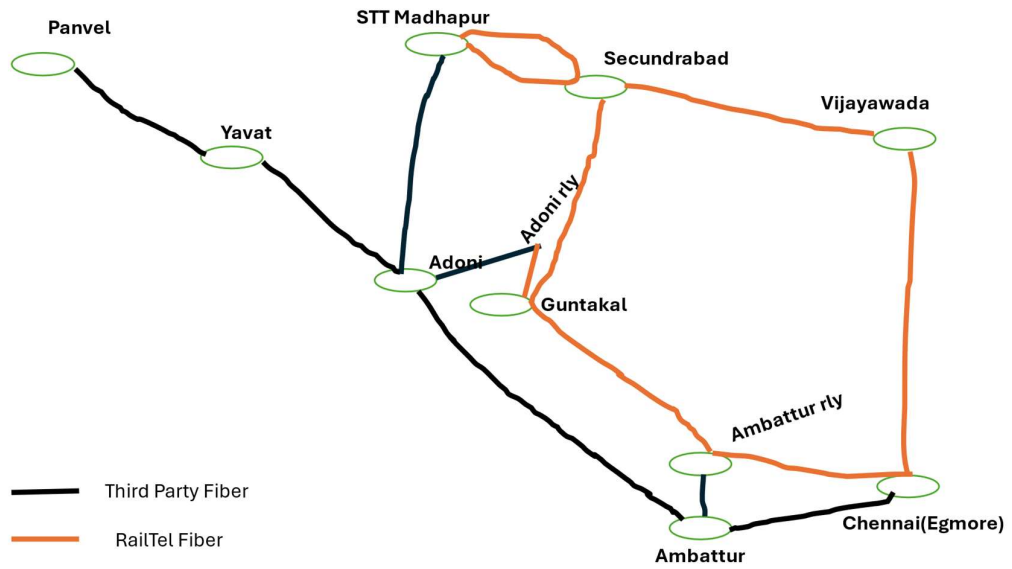 STT Madhapur
Panvel
Secundrabad
Vijayawada
Yavat
Adoni rly
Adoni
Guntakal
Ambattur rly
Third Party Fiber
Chennai(Egmore)
RailTel Fiber
Ambattur